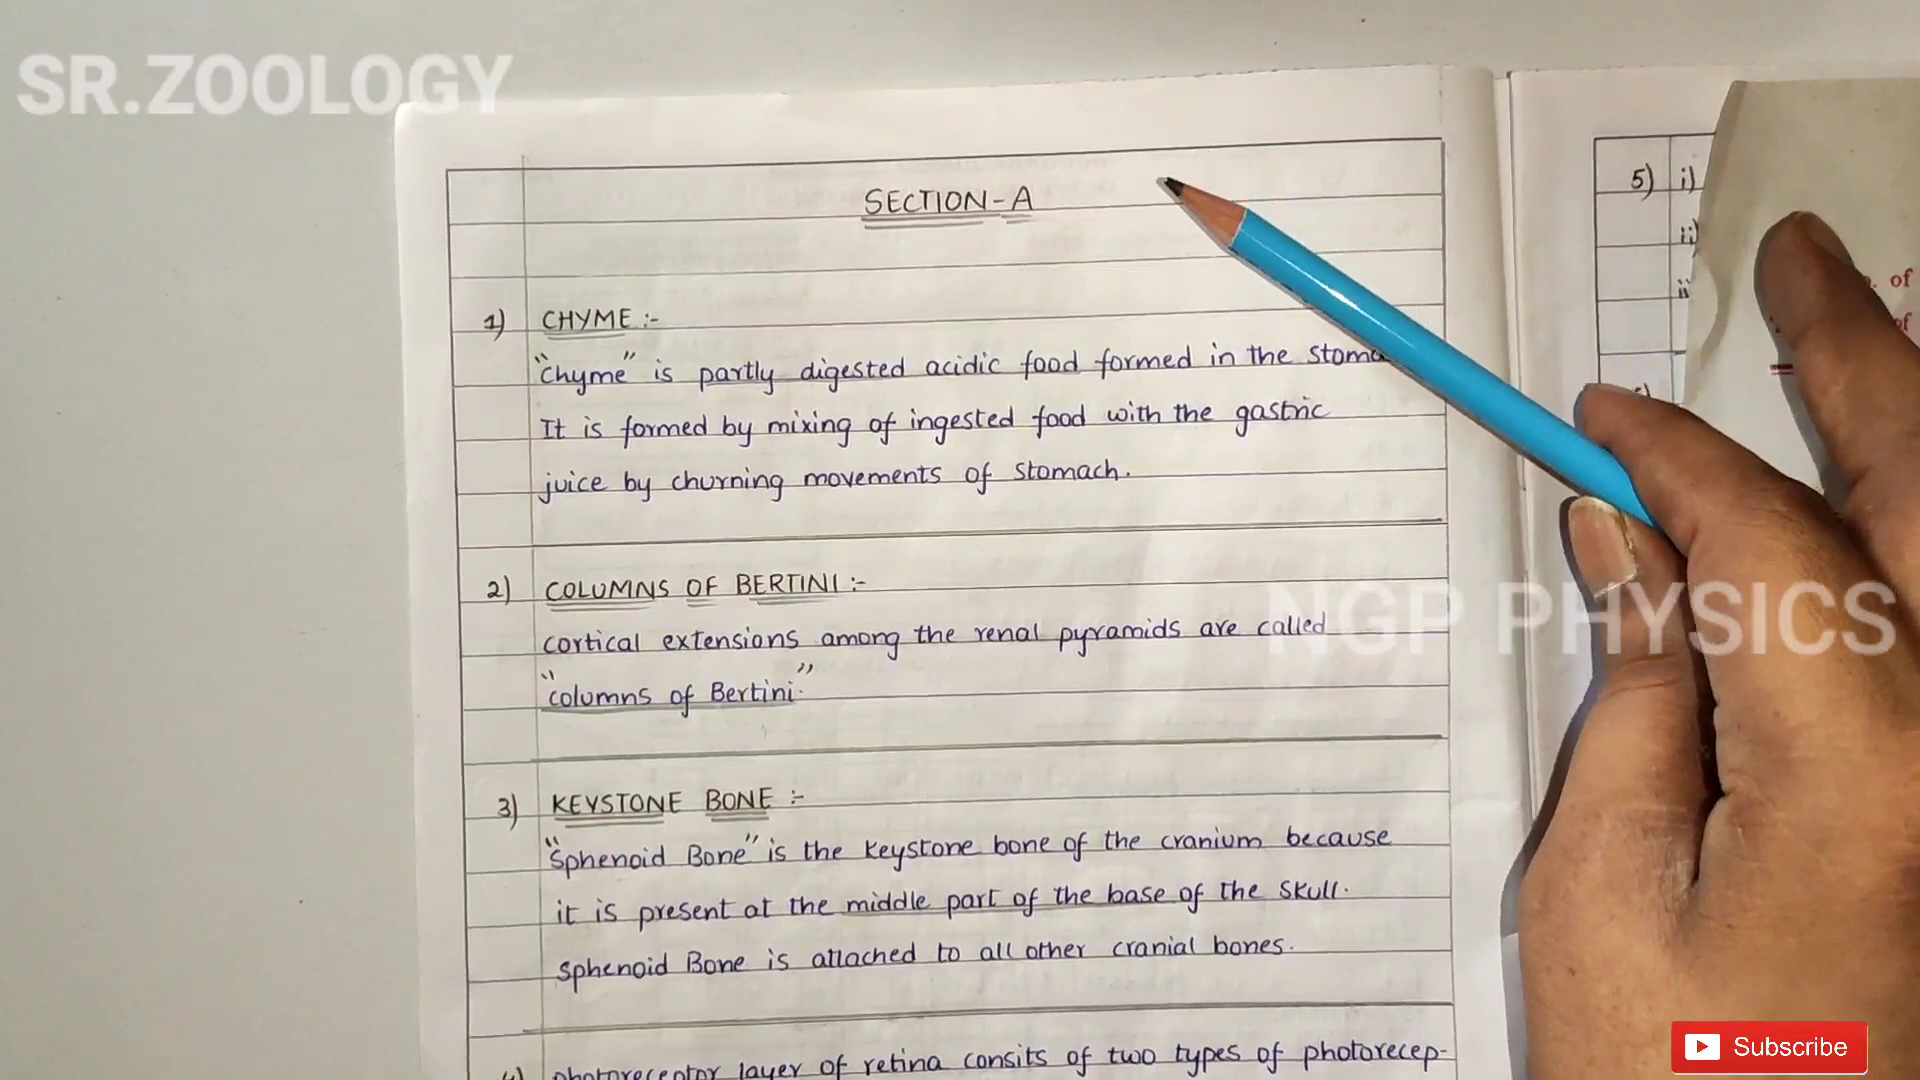 SR.ZOOLOGY
SECTION-A
1) CHYME :-
"chyme" is partly digested acidic food formed in the
It is formed by mixing of ingested food with the gastric
juice by churning movements of stomach.
2) COLUMNS OF BERTINI :-
cortical extensions among the renal pyramids are called
"columns of Bertini."
3) KEYSTONE BONE :-
"Sphenoid Bone" is the keystone bone of the cranium because
it is present at the middle part of the base of the skull.
sphenoid Bone is attached to all other cranial bones.
4) photoreceptor layer of retina consits of two types of photorecep-
5) i)
ii)
of
of
NGP PHYSICS
Subscribe